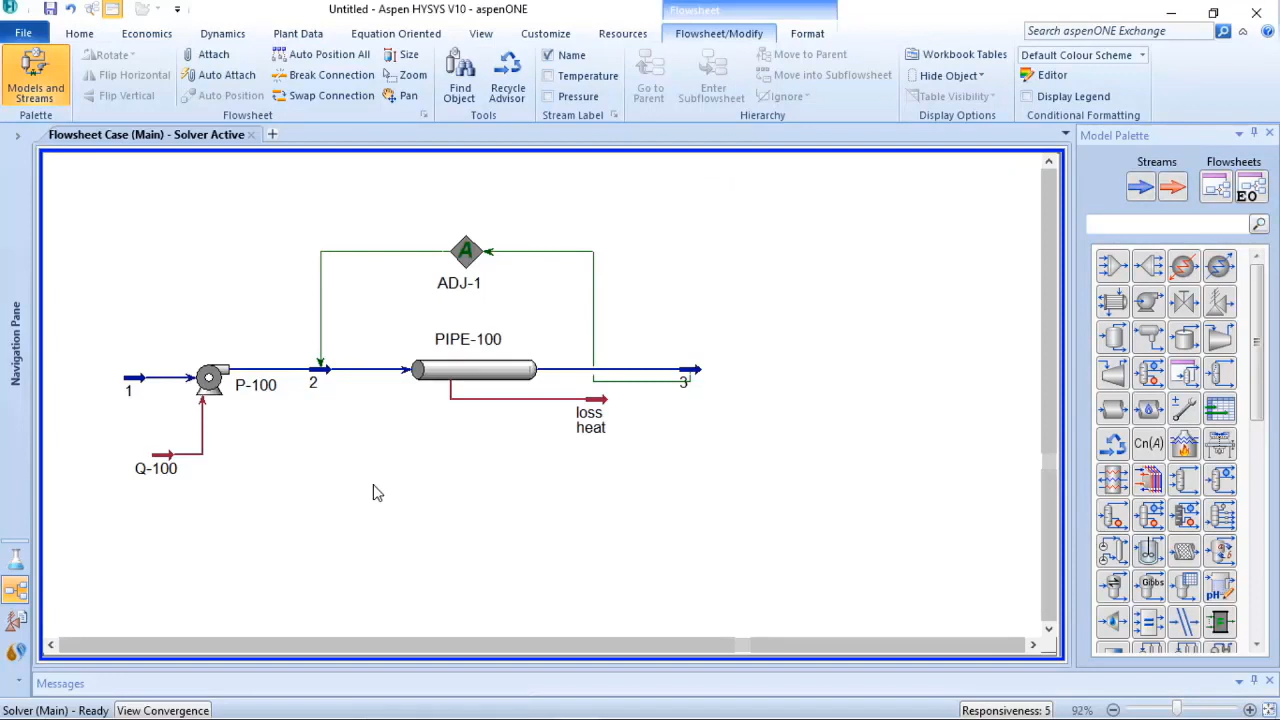 Untitled - Aspen HYSYS V10 - aspenONE
Flowsheet
File
Home
Economics
Dynamics
Plant Data
Equation Oriented
View
Customize
Resources
Flowsheet/Modify
Format
Search aspenONE Exchange
Models and
Streams
Palette
Rotate
Flip Horizontal
Flip Vertical
Attach
Auto Attach
Auto Position
Auto Position All
Break Connection
Swap Connection
Size
Zoom
Pan
Flowsheet
Find
Object
Recycle
Advisor
Tools
Name
Temperature
Pressure
Stream Label
Go to
Parent
Enter
Subflowsheet
Move to Parent
Move into Subflowsheet
Ignore
Hierarchy
Workbook Tables
Hide Object
Table Visibility
Display Options
Default Colour Scheme
Editor
Display Legend
Conditional Formatting
Flowsheet Case (Main) - Solver Active
Model Palette
Streams
Flowsheets
EO
Navigation Pane
A
ADJ-1
PIPE-100
1
P-100
2
3
loss
heat
Q-100
Cn(A)
Gibbs
pH
Messages
Solver (Main) - Ready
View Convergence
Responsiveness: 5
92%